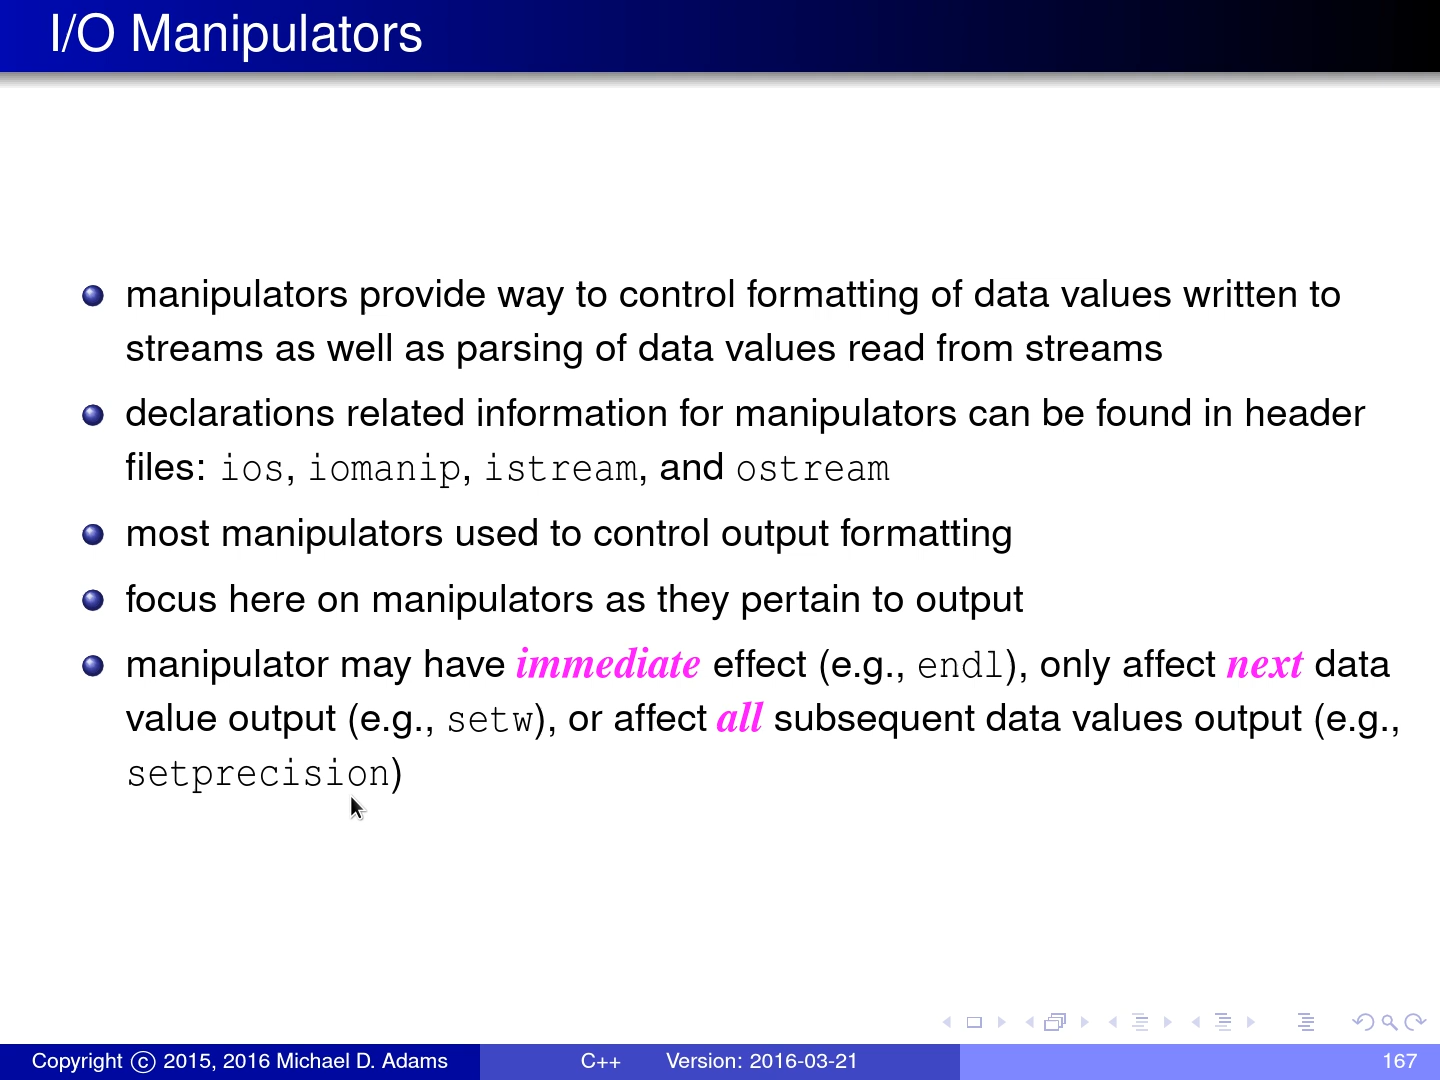 I/O Manipulators
manipulators provide way to control formatting of data values written to
streams as well as parsing of data values read from streams
declarations related information for manipulators can be found in header
files: ios, iomanip, istream, and ostream
most manipulators used to control output formatting
focus here on manipulators as they pertain to output
manipulator may have immediate effect (e.g., endl), only affect next data
value output (e.g., setw), or affect all subsequent data values output (e.g.,
setprecision)
Copyright © 2015, 2016 Michael D. Adams C++ Version: 2016-03-21 167